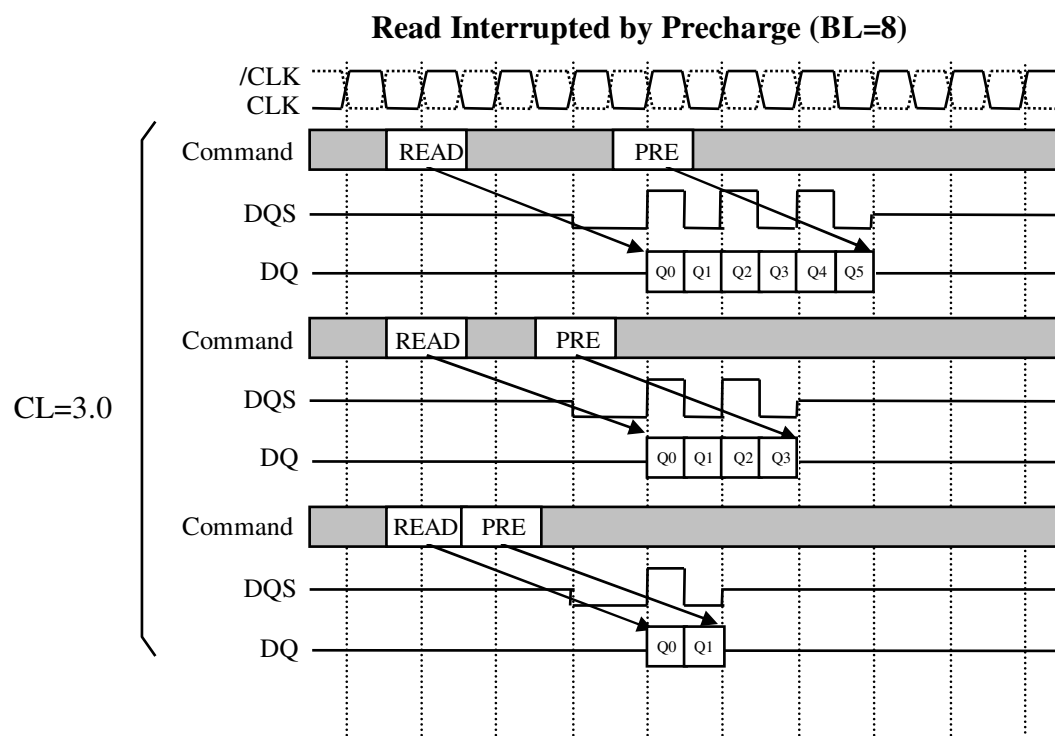 Read Interrupted by Precharge (BL=8)
/CLK
CLK
Command READ PRE
DQS
DQ Q0 Q1 Q2 Q3 Q4 Q5
Command READ PRE
DQS
CL=3.0
DQ Q0 Q1 Q2 Q3
Command READ PRE
DQS
DQ Q0 Q1